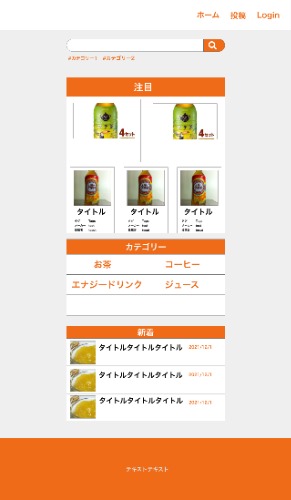 ホーム 投稿 Login
#カテゴリー1 #カテゴリー2
注目
4セット 4セット
タイトル タイトル タイトル
カテゴリー
お茶 コーヒー
エナジードリンク ジュース
新着
タイトルタイトルタイトル 2021/12/1
タイトルタイトルタイトル 2021/12/1
タイトルタイトルタイトル 2021/12/1
テキストテキスト